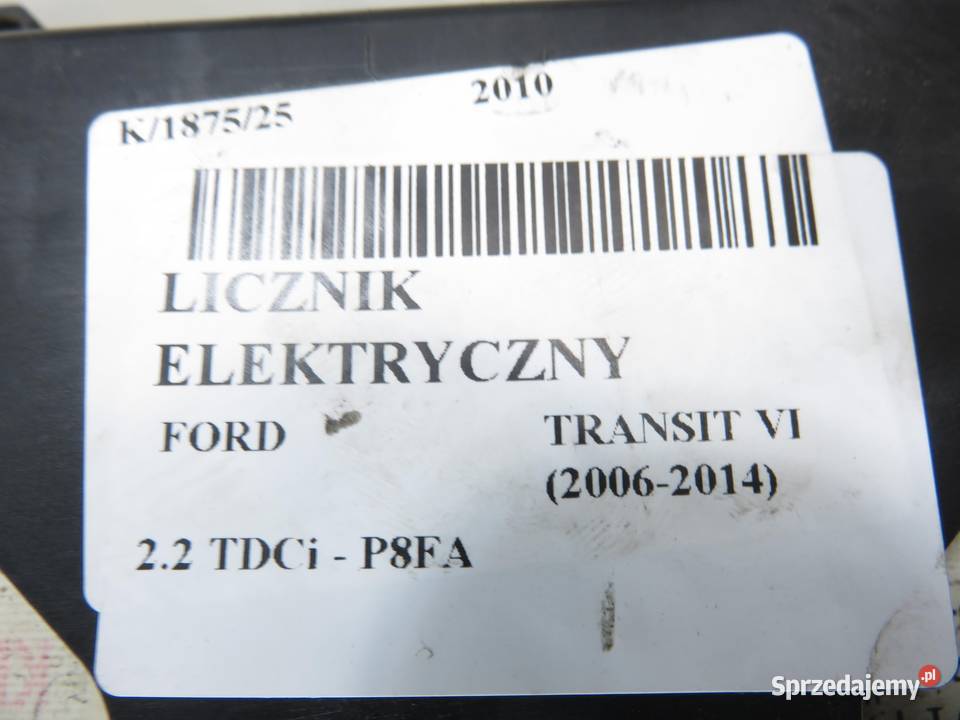 K/1875/25 2010
LICZNIK
ELEKTRYCZNY
FORD TRANSIT VI
(2006-2014)
2.2 TDCi - P8FA
Sprzedajemy.pl